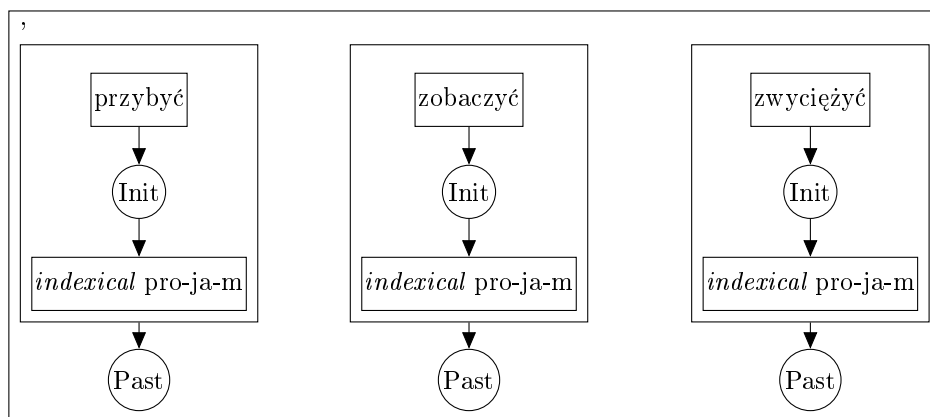 ,
przybyć zobaczyć zwyciężyć
Init Init Init
indexical pro-ja-m indexical pro-ja-m indexical pro-ja-m
Past Past Past